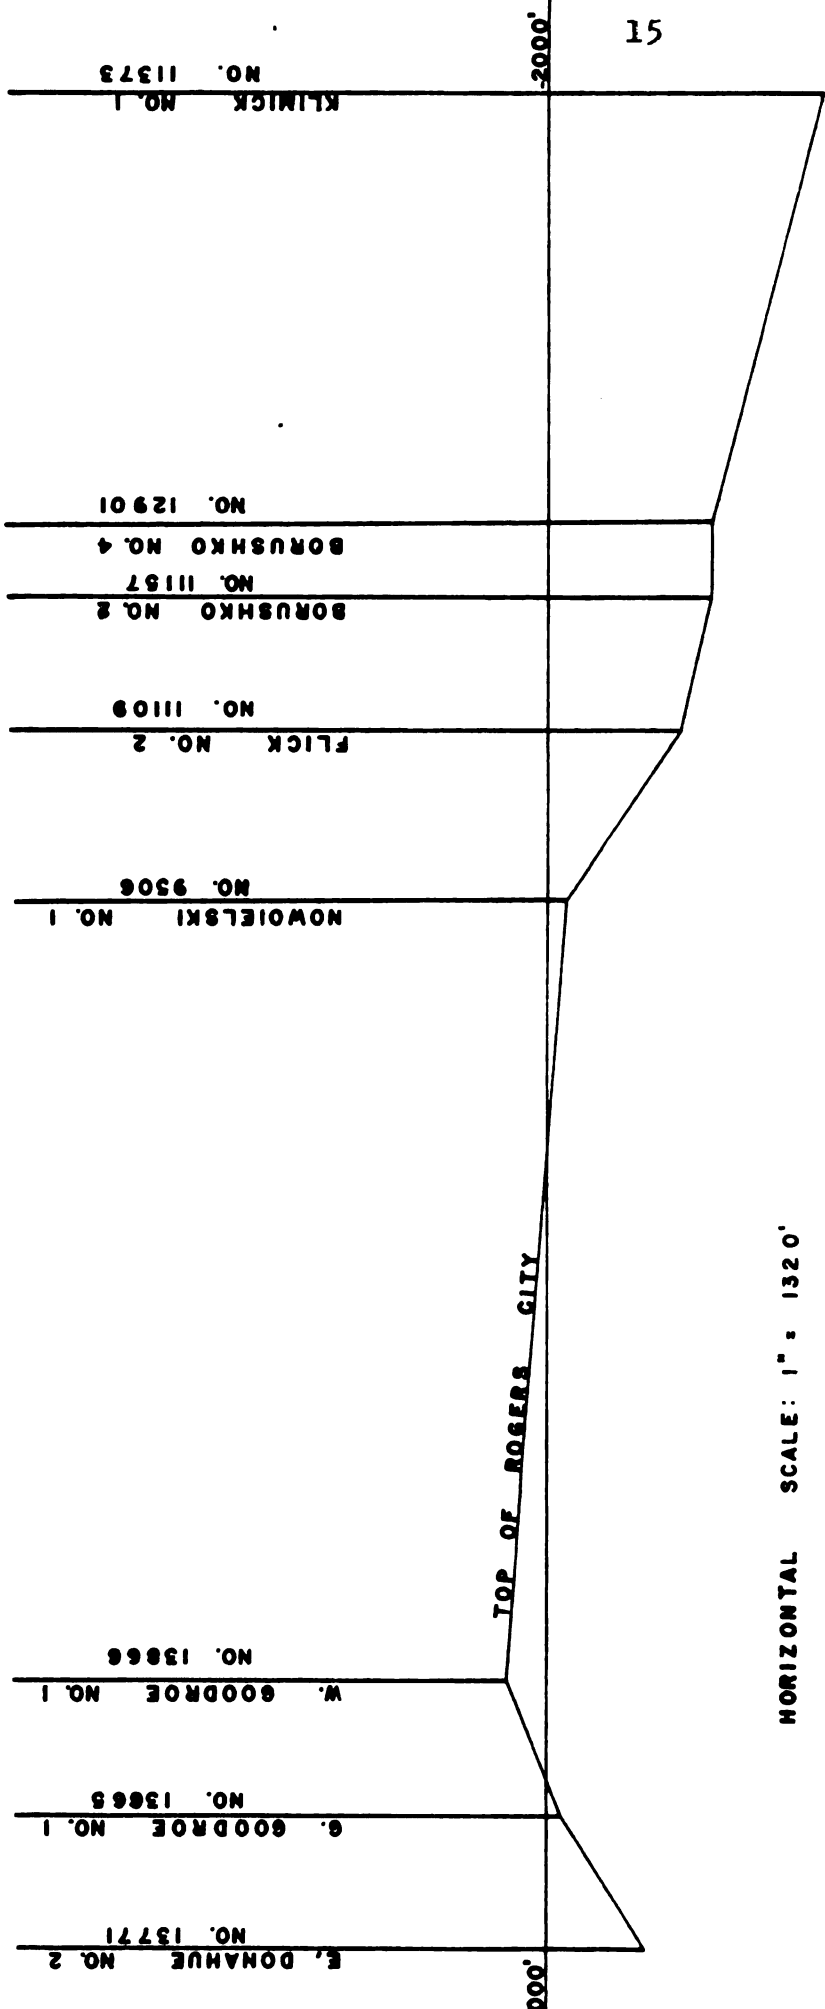 15
-2000'
KLIMICK NO. 1
NO. 11373
BORUSHKO NO. 4
NO. 12901
BORUSHKO NO. 2
NO. 11157
FLICK NO. 2
NO. 11109
NOWOIELSKI NO. 1
NO. 9506
TOP OF ROGERS CITY
W. GOODROE NO. 1
NO. 13866
G. GOODROE NO. 1
NO. 13665
E. DONAHUE NO. 2
NO. 13771
000'
HORIZONTAL SCALE: 1" = 1320'